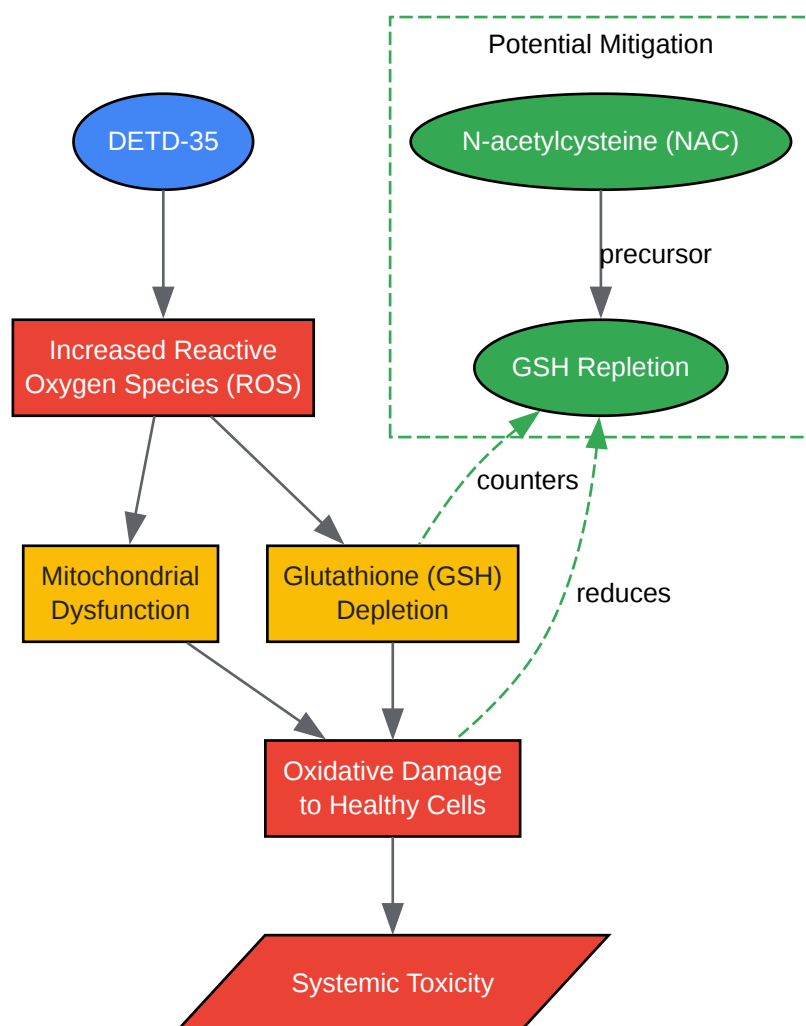 Potential Mitigation
DETD-35
N-acetylcysteine (NAC)
precursor
Increased Reactive
Oxygen Species (ROS)
GSH Repletion
counters
Mitochondrial
Dysfunction
Glutathione (GSH)
Depletion
reduces
Oxidative Damage
to Healthy Cells
Systemic Toxicity